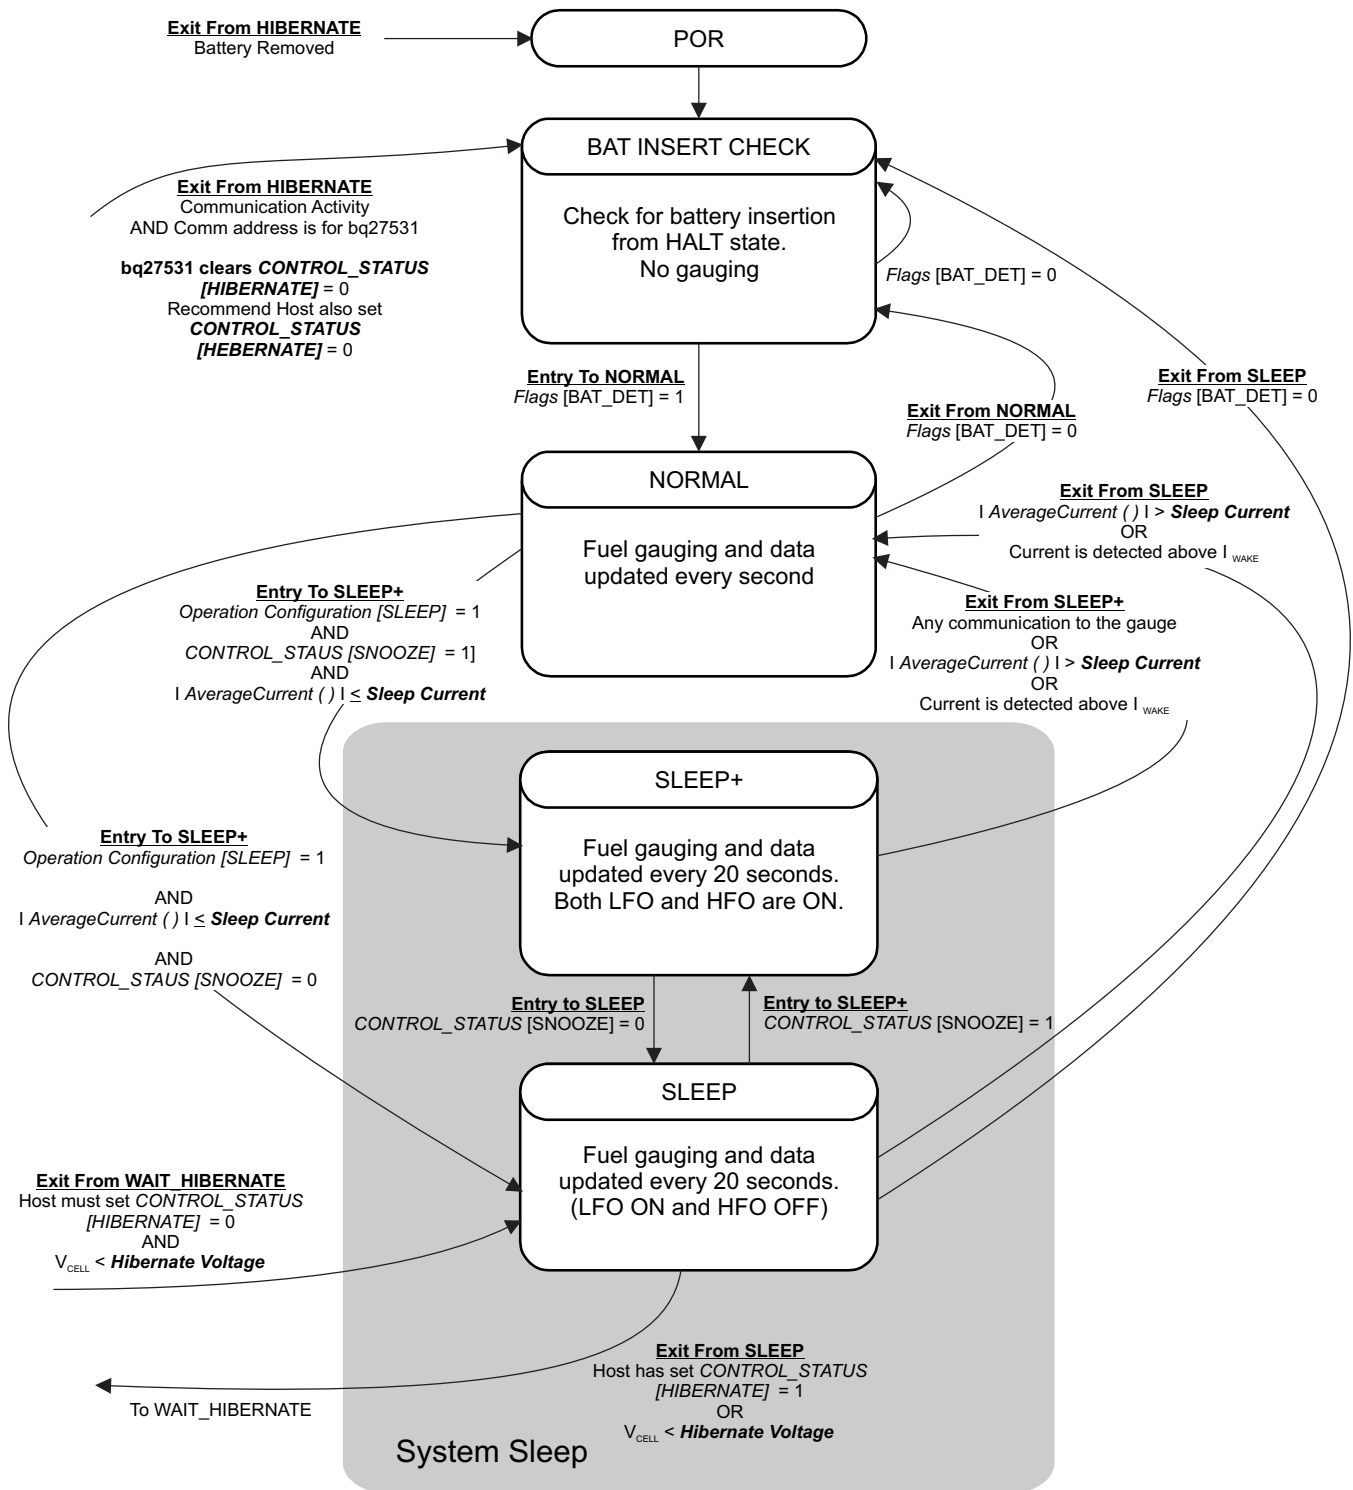 Exit From HIBERNATE
Battery Removed
POR
BAT INSERT CHECK
Check for battery insertion
from HALT state.
No gauging
Exit From HIBERNATE
Communication Activity
AND Comm address is for bq27531
bq27531 clears CONTROL_STATUS
[HIBERNATE] = 0
Recommend Host also set
CONTROL_STATUS
[HEBERNATE] = 0
Flags [BAT_DET] = 0
Entry To NORMAL
Flags [BAT_DET] = 1
Exit From NORMAL
Flags [BAT_DET] = 0
Exit From SLEEP
Flags [BAT_DET] = 0
NORMAL
Fuel gauging and data
updated every second
Exit From SLEEP
I AverageCurrent ( ) I > Sleep Current
OR
Current is detected above I WAKE
Entry To SLEEP+
Operation Configuration [SLEEP] = 1
AND
CONTROL_STAUS [SNOOZE] = 1]
AND
I AverageCurrent ( ) I ≤ Sleep Current
Exit From SLEEP+
Any communication to the gauge
OR
I AverageCurrent ( ) I > Sleep Current
OR
Current is detected above I WAKE
SLEEP+
Fuel gauging and data
updated every 20 seconds.
Both LFO and HFO are ON.
Entry To SLEEP+
Operation Configuration [SLEEP] = 1
AND
I AverageCurrent ( ) I ≤ Sleep Current
AND
CONTROL_STAUS [SNOOZE] = 0
Entry to SLEEP
CONTROL_STATUS [SNOOZE] = 0
Entry to SLEEP+
CONTROL_STATUS [SNOOZE] = 1
SLEEP
Fuel gauging and data
updated every 20 seconds.
(LFO ON and HFO OFF)
Exit From WAIT_HIBERNATE
Host must set CONTROL_STATUS
[HIBERNATE] = 0
AND
VCELL < Hibernate Voltage
Exit From SLEEP
Host has set CONTROL_STATUS
[HIBERNATE] = 1
OR
VCELL < Hibernate Voltage
To WAIT_HIBERNATE
System Sleep